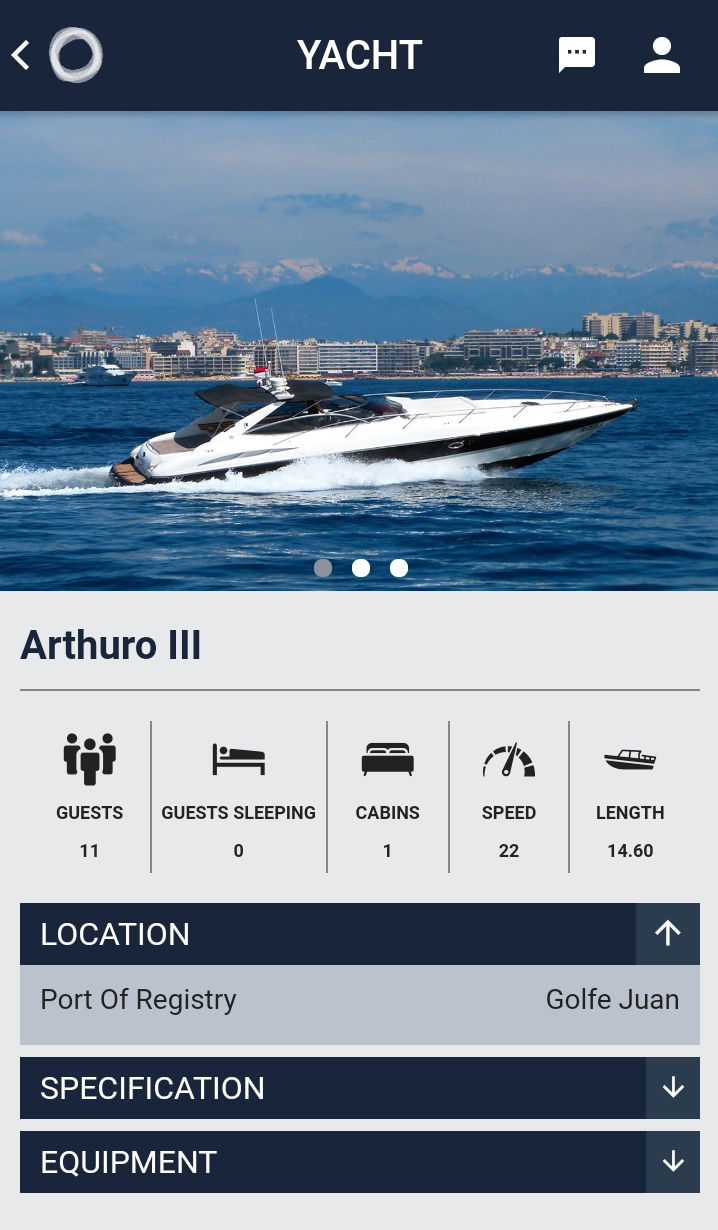 YACHT
Arthuro III
GUESTS
11
GUESTS SLEEPING
0
CABINS
1
SPEED
22
LENGTH
14.60
LOCATION
Port Of Registry Golfe Juan
SPECIFICATION
EQUIPMENT